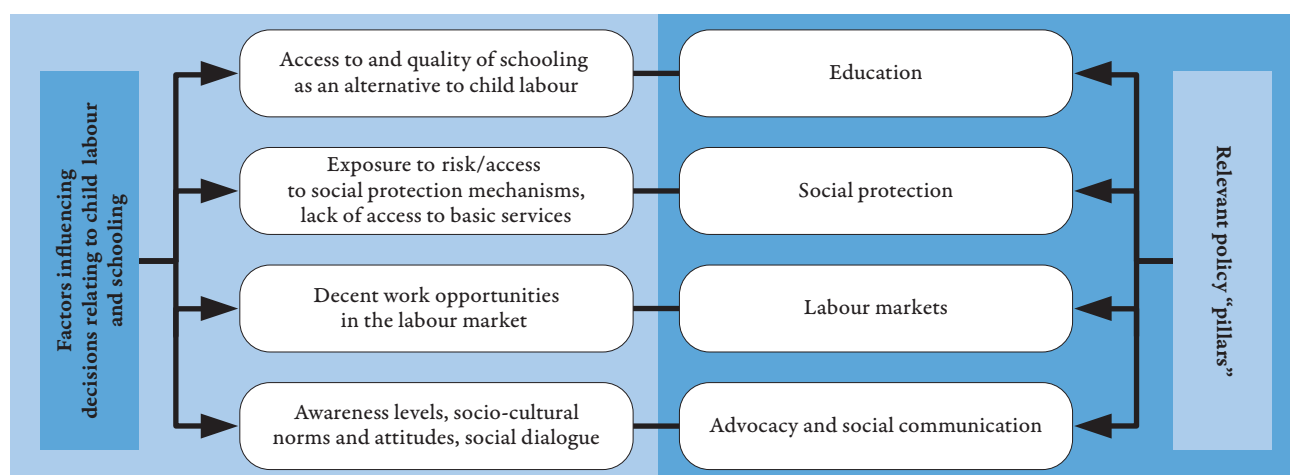 Factors influencing
decisions relating to child labour
and schooling
Access to and quality of schooling
as an alternative to child labour
Education
Exposure to risk/access
to social protection mechanisms,
lack of access to basic services
Social protection
Decent work opportunities
in the labour market
Labour markets
Awareness levels, socio-cultural
norms and attitudes, social dialogue
Advocacy and social communication
Relevant policy “pillars”